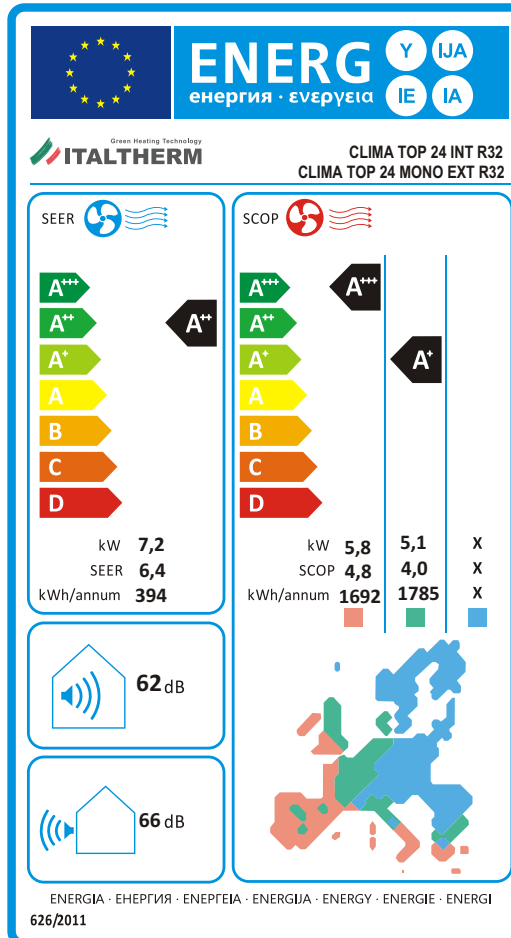 ENERG
енергия · ενεργεια
Y IJA
IE IA
Green Heating Technology
ITALTHERM
CLIMA TOP 24 INT R32
CLIMA TOP 24 MONO EXT R32
SEER
A+++
A++
A+
A
B
C
D
A++
kW 7,2
SEER 6,4
kWh/annum 394
SCOP
A+++
A++
A+
A
B
C
D
A+++
A+
kW 5,8 5,1 X
SCOP 4,8 4,0 X
kWh/annum 1692 1785 X
62 dB
66 dB
ENERGIA · ЕНЕРГИЯ · ΕΝΕΡΓΕΙΑ · ENERGIJA · ENERGY · ENERGIE · ENERGI
626/2011